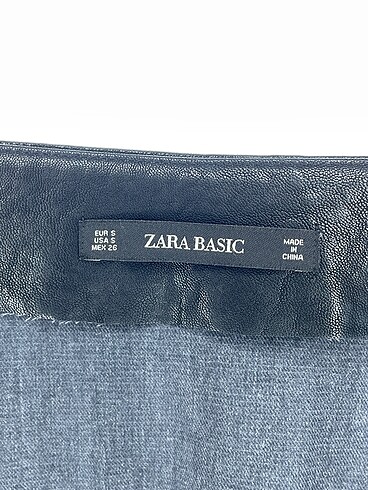 EUR S
USA S
MEX 26
ZARA BASIC
MADE
IN
CHINA